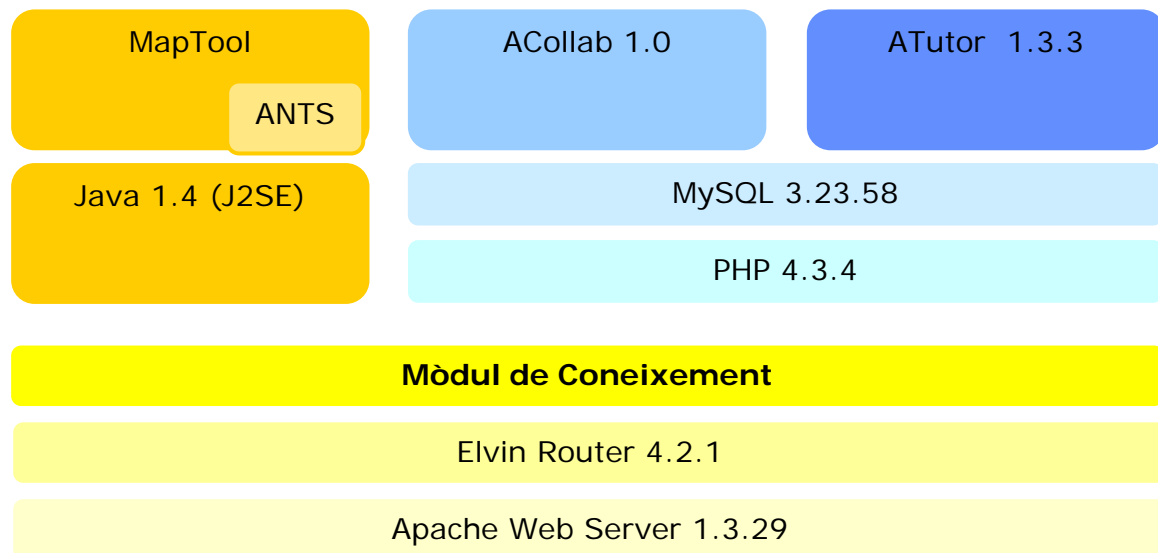 MapTool
ACollab 1.0
ATutor 1.3.3
ANTS
Java 1.4 (J2SE)
MySQL 3.23.58
PHP 4.3.4
Mòdul de Coneixement
Elvin Router 4.2.1
Apache Web Server 1.3.29